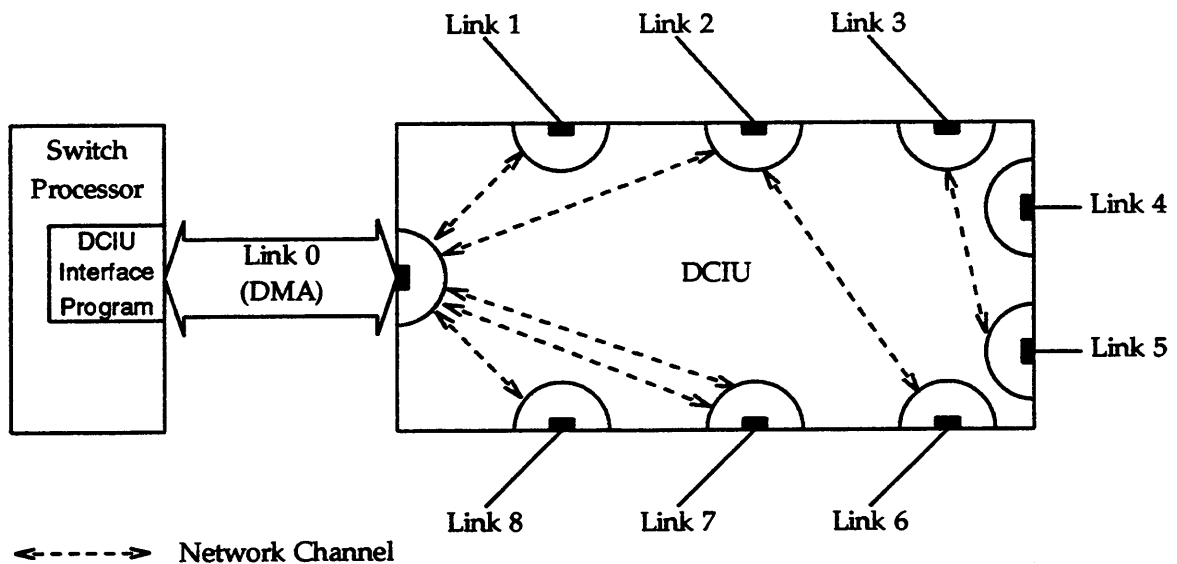 Link 1
Link 2
Link 3
Switch
Processor
DCIU
Interface
Program
Link 0
(DMA)
DCIU
Link 4
Link 5
Link 8
Link 7
Link 6
Network Channel